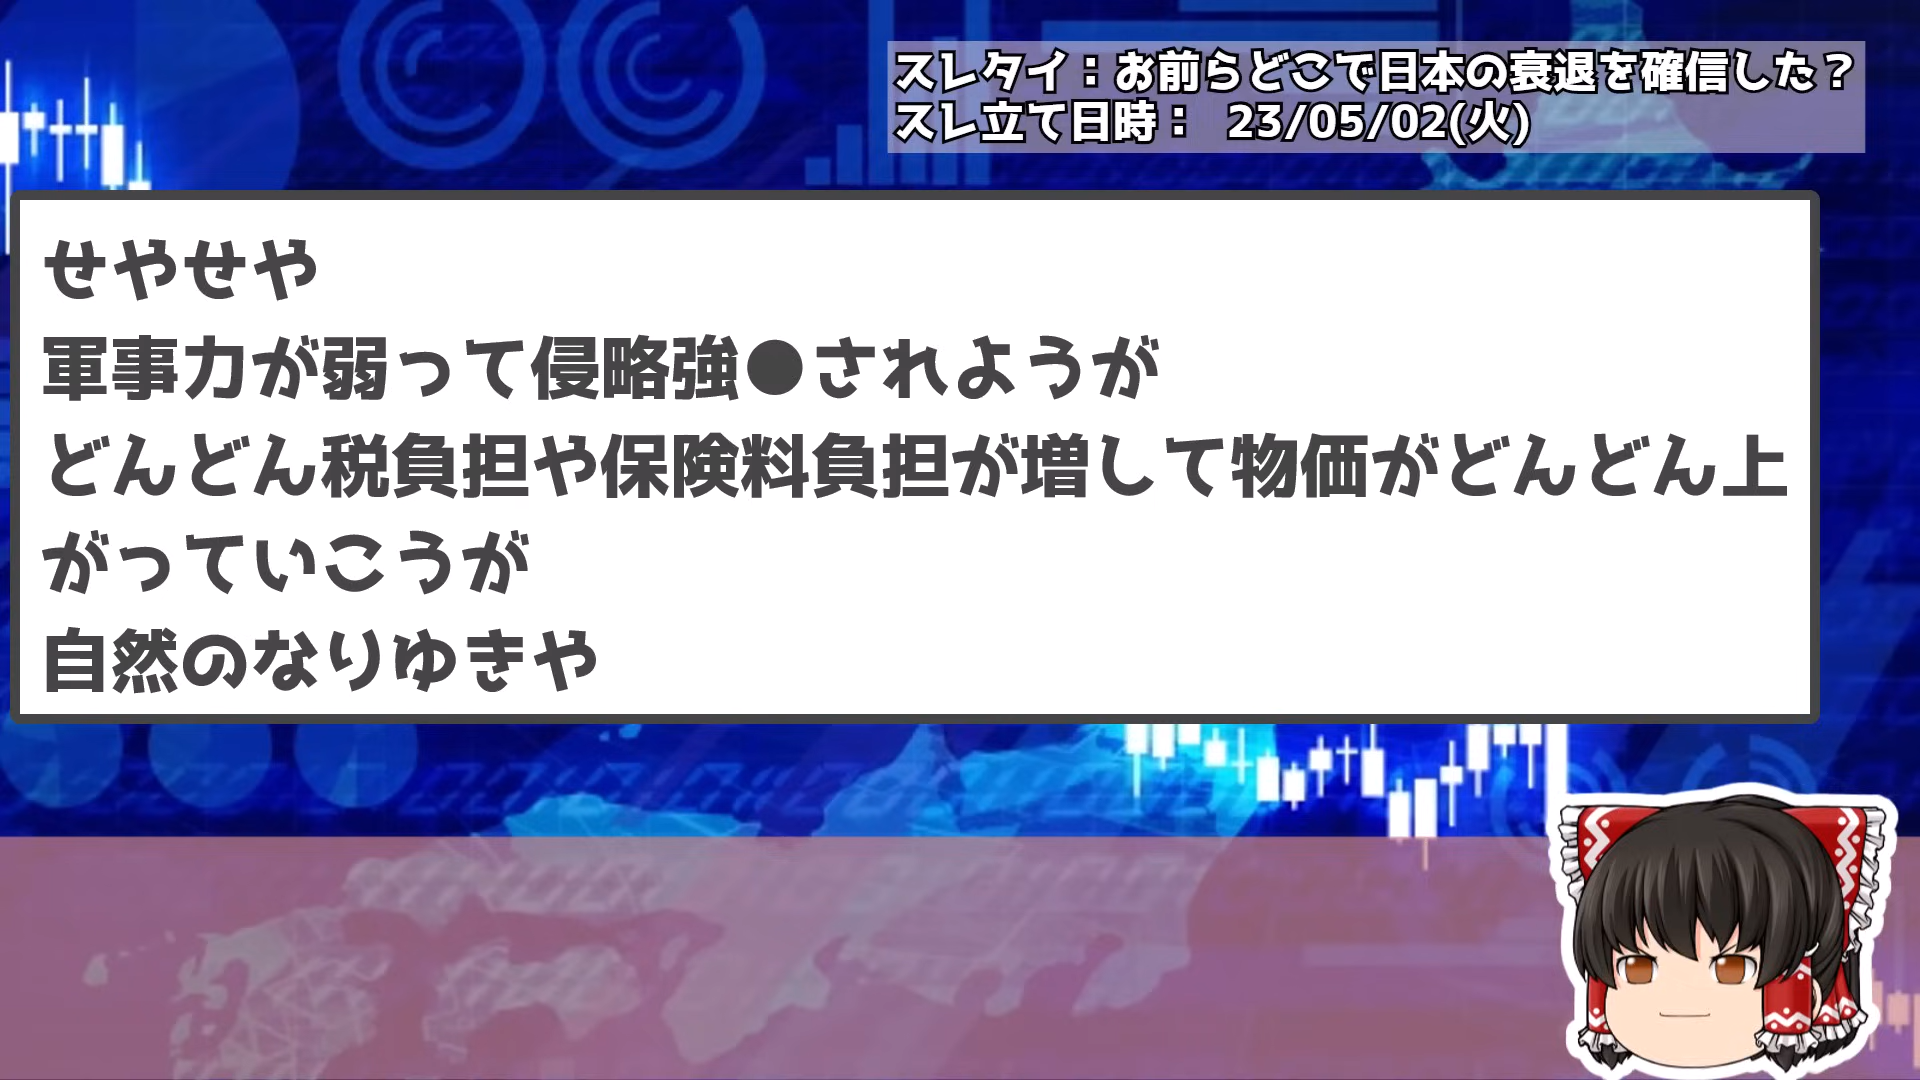 スレタイ：お前らどこで日本の衰退を確信した？
スレ立て日時： 23/05/02(火)
せやせや
軍事力が弱って侵略強●されようが
どんどん税負担や保険料負担が増して物価がどんどん上
がっていこうが
自然のなりゆきや